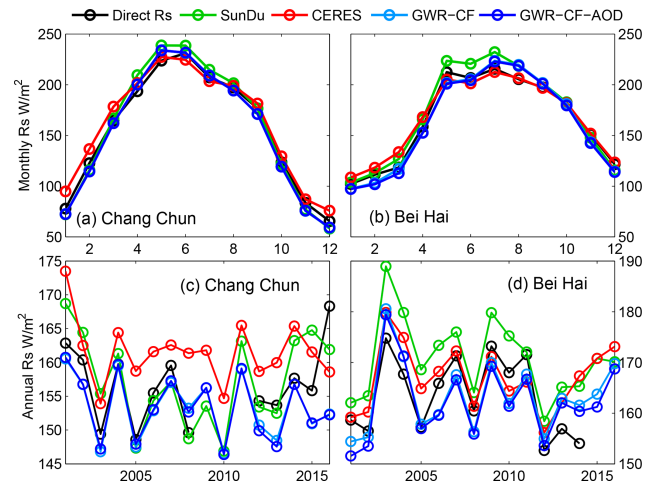 Direct Rs SunDu CERES GWR−CF GWR−CF−AOD
Monthly Rs W/m²
250
200
150
100
50
2 4 6 8 10 12
(a) Chang Chun
250
200
150
100
50
2 4 6 8 10 12
(b) Bei Hai
Annual Rs W/m²
175
170
165
160
155
150
145
2005 2010 2015
(c) Chang Chun
190
180
170
160
150
2005 2010 2015
(d) Bei Hai